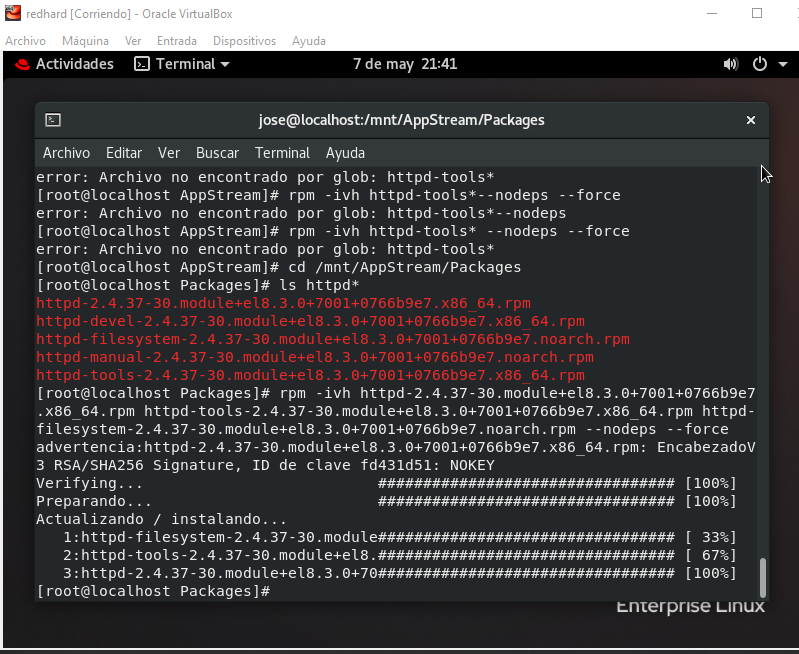 redhard [Corriendo] - Oracle VirtualBox
Archivo Máquina Ver Entrada Dispositivos Ayuda
Actividades Terminal 7 de may 21:41
jose@localhost:/mnt/AppStream/Packages
Archivo Editar Ver Buscar Terminal Ayuda
error: Archivo no encontrado por glob: httpd-tools*
[root@localhost AppStream]# rpm -ivh httpd-tools*--nodeps --force
error: Archivo no encontrado por glob: httpd-tools*--nodeps
[root@localhost AppStream]# rpm -ivh httpd-tools* --nodeps --force
error: Archivo no encontrado por glob: httpd-tools*
[root@localhost AppStream]# cd /mnt/AppStream/Packages
[root@localhost Packages]# ls httpd*
httpd-2.4.37-30.module+el8.3.0+7001+0766b9e7.x86_64.rpm
httpd-devel-2.4.37-30.module+el8.3.0+7001+0766b9e7.x86_64.rpm
httpd-filesystem-2.4.37-30.module+el8.3.0+7001+0766b9e7.noarch.rpm
httpd-manual-2.4.37-30.module+el8.3.0+7001+0766b9e7.noarch.rpm
httpd-tools-2.4.37-30.module+el8.3.0+7001+0766b9e7.x86_64.rpm
[root@localhost Packages]# rpm -ivh httpd-2.4.37-30.module+el8.3.0+7001+0766b9e7
.x86_64.rpm httpd-tools-2.4.37-30.module+el8.3.0+7001+0766b9e7.x86_64.rpm httpd-
filesystem-2.4.37-30.module+el8.3.0+7001+0766b9e7.noarch.rpm --nodeps --force
advertencia:httpd-2.4.37-30.module+el8.3.0+7001+0766b9e7.x86_64.rpm: EncabezadoV
3 RSA/SHA256 Signature, ID de clave fd431d51: NOKEY
Verifying... ################################# [100%]
Preparando... ################################# [100%]
Actualizando / instalando...
1:httpd-filesystem-2.4.37-30.module################################# [ 33%]
2:httpd-tools-2.4.37-30.module+el8.################################# [ 67%]
3:httpd-2.4.37-30.module+el8.3.0+70################################# [100%]
[root@localhost Packages]#
Enterprise Linux